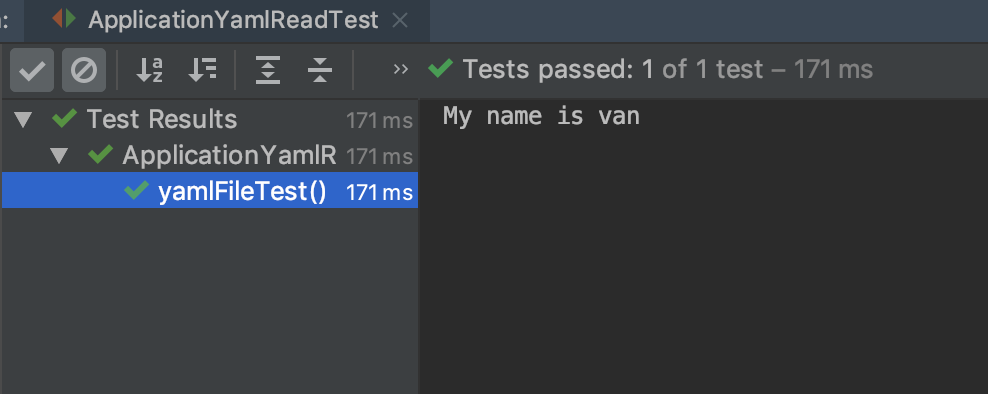 : ApplicationYamlReadTest ×
Tests passed: 1 of 1 test – 171 ms
Test Results 171 ms
ApplicationYamlR 171 ms
yamlFileTest() 171 ms
My name is van